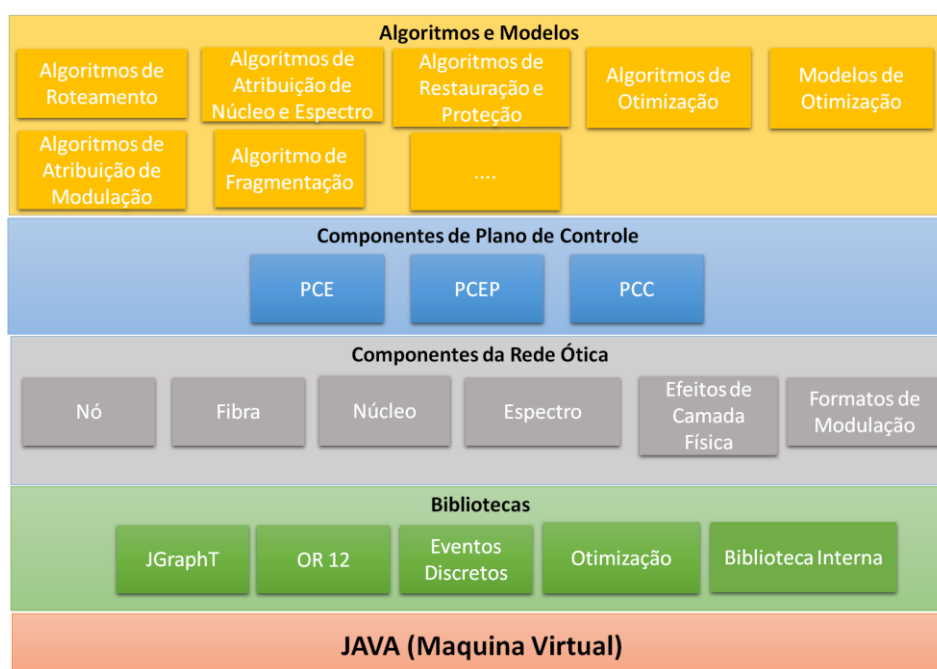 Algoritmos e Modelos
Algoritmos de
Roteamento
Algoritmos de
Atribuição de
Núcleo e Espectro
Algoritmos de
Restauração e
Proteção
Algoritmos de
Otimização
Modelos de
Otimização
Algoritmos de
Atribuição de
Modulação
Algoritmo de
Fragmentação
....
Componentes de Plano de Controle
PCE
PCEP
PCC
Componentes da Rede Ótica
Nó
Fibra
Núcleo
Espectro
Efeitos de
Camada
Física
Formatos de
Modulação
Bibliotecas
JGraphT
OR 12
Eventos
Discretos
Otimização
Biblioteca Interna
JAVA (Maquina Virtual)